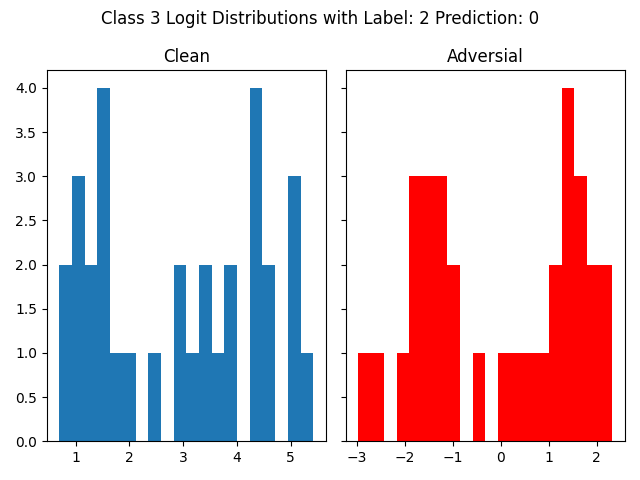 Class 3 Logit Distributions with Label: 2 Prediction: 0
Clean
Adversial
4.0
3.5
3.0
2.5
2.0
1.5
1.0
0.5
0.0
1 2 3 4 5
−3 −2 −1 0 1 2